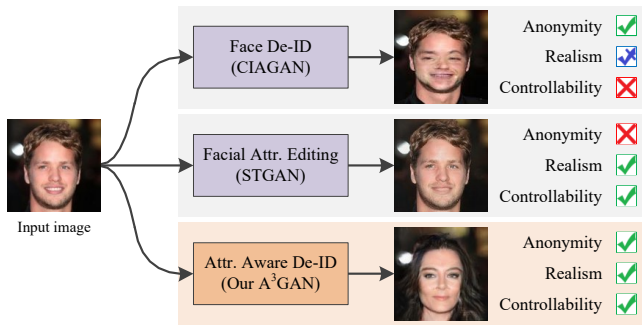 Input image
Face De-ID
(CIAGAN)
Anonymity
Realism
Controllability
Facial Attr. Editing
(STGAN)
Anonymity
Realism
Controllability
Attr. Aware De-ID
(Our A³GAN)
Anonymity
Realism
Controllability